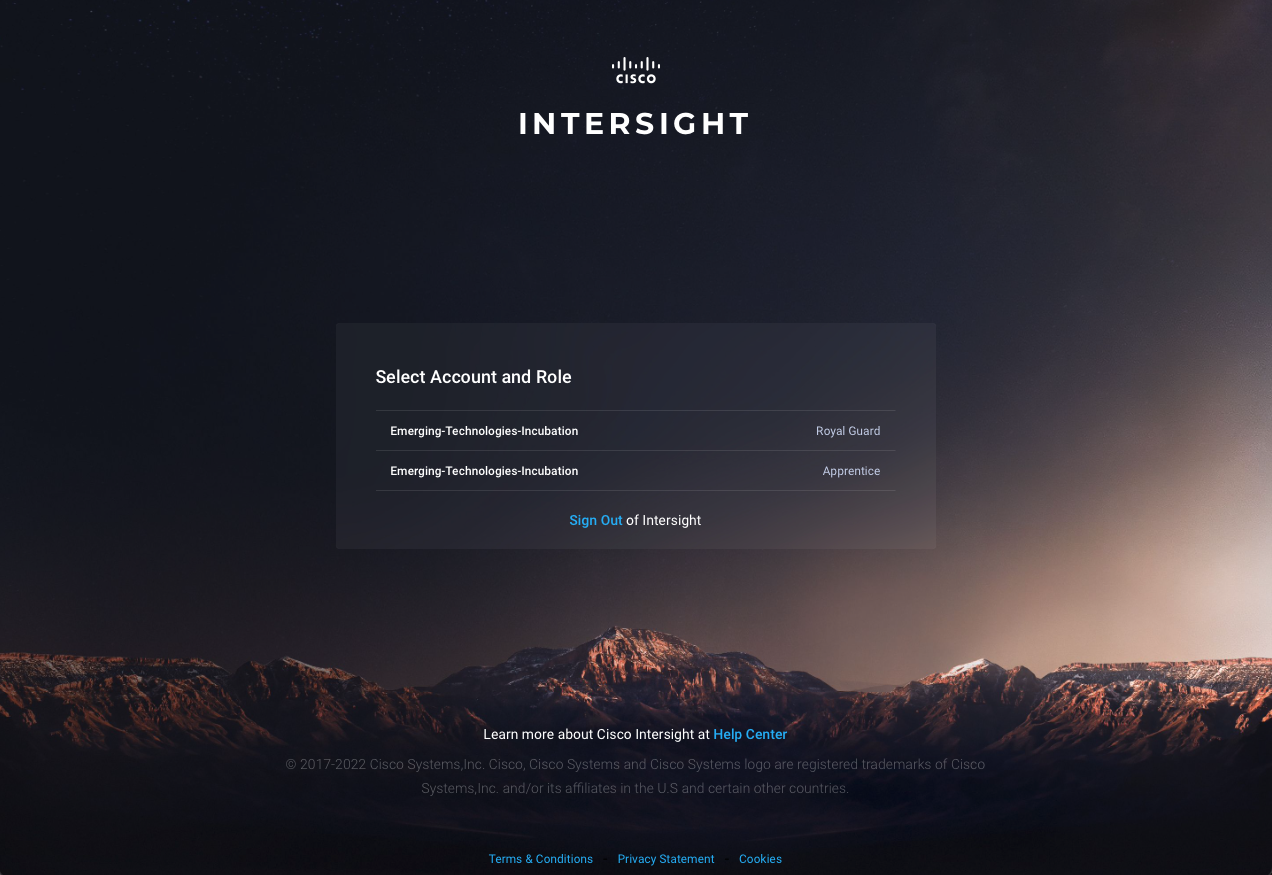 CISCO
INTERSIGHT
Select Account and Role
Emerging-Technologies-Incubation Royal Guard
Emerging-Technologies-Incubation Apprentice
Sign Out of Intersight
Learn more about Cisco Intersight at Help Center
© 2017-2022 Cisco Systems,Inc. Cisco, Cisco Systems and Cisco Systems logo are registered trademarks of Cisco
Systems,Inc. and/or its affiliates in the U.S and certain other countries.
Terms & Conditions Privacy Statement Cookies